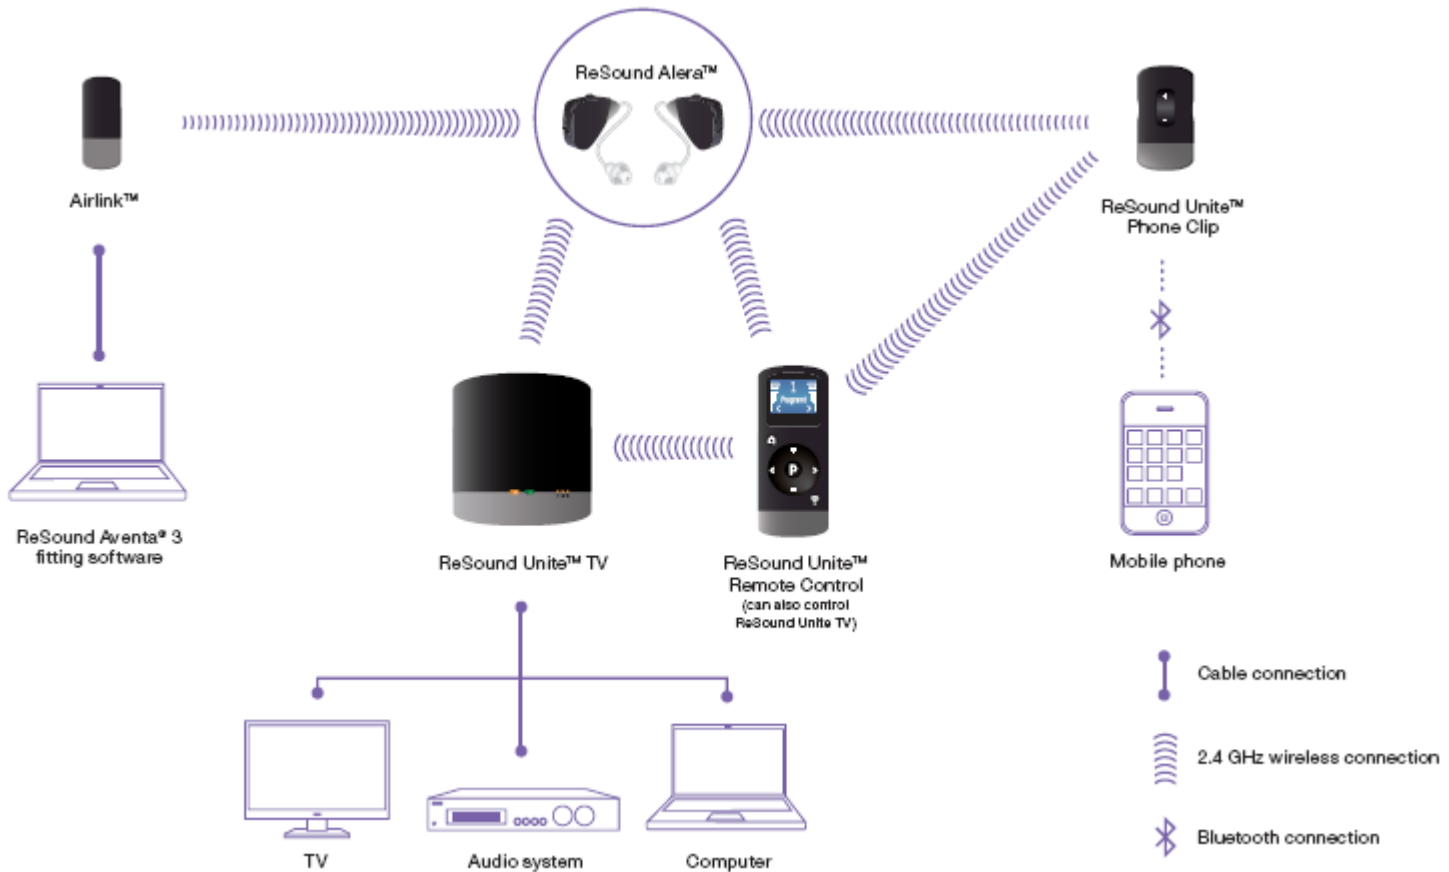 ReSound Alera™
Airlink™
ReSound Unite™
Phone Clip
ReSound Aventa® 3
fitting software
1
Program1
P
ReSound Unite™ TV
ReSound Unite™
Remote Control
(can also control
ReSound Unite TV)
Mobile phone
TV
Audio system
Computer
Cable connection
2.4 GHz wireless connection
Bluetooth connection